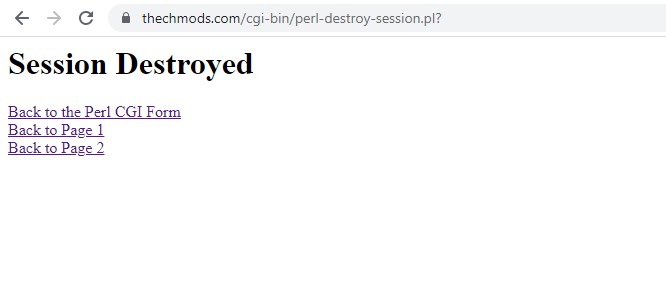 thechmods.com/cgi-bin/perl-destroy-session.pl?
Session Destroyed
Back to the Perl CGI Form
Back to Page 1
Back to Page 2